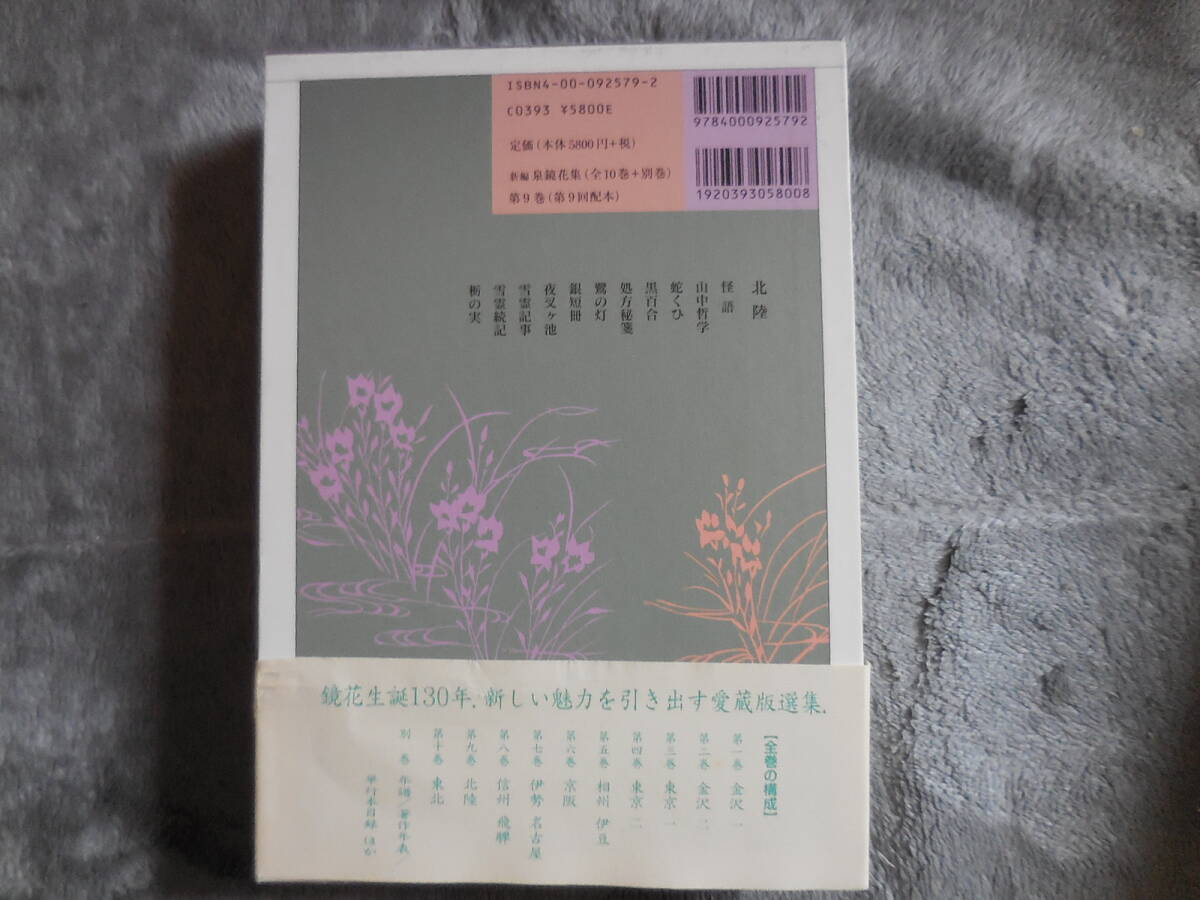 ISBN4-00-092579-2
C0393 ¥5800E
定価(本体5800円+税)
新編 泉鏡花集(全10巻+別巻)
第9巻(第9回配本)
9784000925792
1920393058008
北陸
怪語
山中哲学
蛇くひ
黒百合
処方秘箋
鷺の灯
銀短冊
夜叉ヶ池
雪霊記事
雪霊続記
栃の実
鏡花生誕130年.新しい魅力を引き出す愛蔵版選集.
【全巻の構成】
第一巻 金沢 一
第二巻 金沢 二
第三巻 東京 一
第四巻 東京 二
第五巻 相州 伊豆
第六巻 京阪
第七巻 伊勢 名古屋
第八巻 信州 飛騨
第九巻 北陸
第十巻 東北
別巻 年譜/著作年表/
単行本目録 ほか